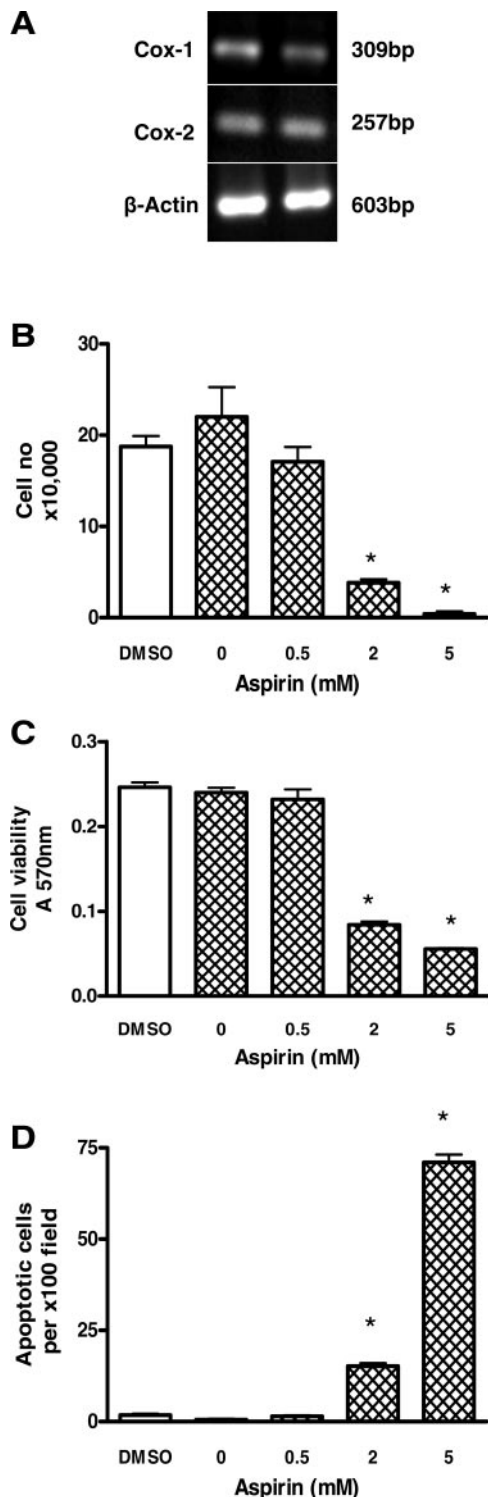 A
Cox-1 309bp
Cox-2 257bp
β-Actin 603bp
B
Cell no
x10,000
30
20
10
0
* *
DMSO 0 0.5 2 5
Aspirin (mM)
C
Cell viability
A 570nm
0.3
0.2
0.1
0.0
* *
DMSO 0 0.5 2 5
Aspirin (mM)
D
Apoptotic cells
per x100 field
75
50
25
0
* *
DMSO 0 0.5 2 5
Aspirin (mM)